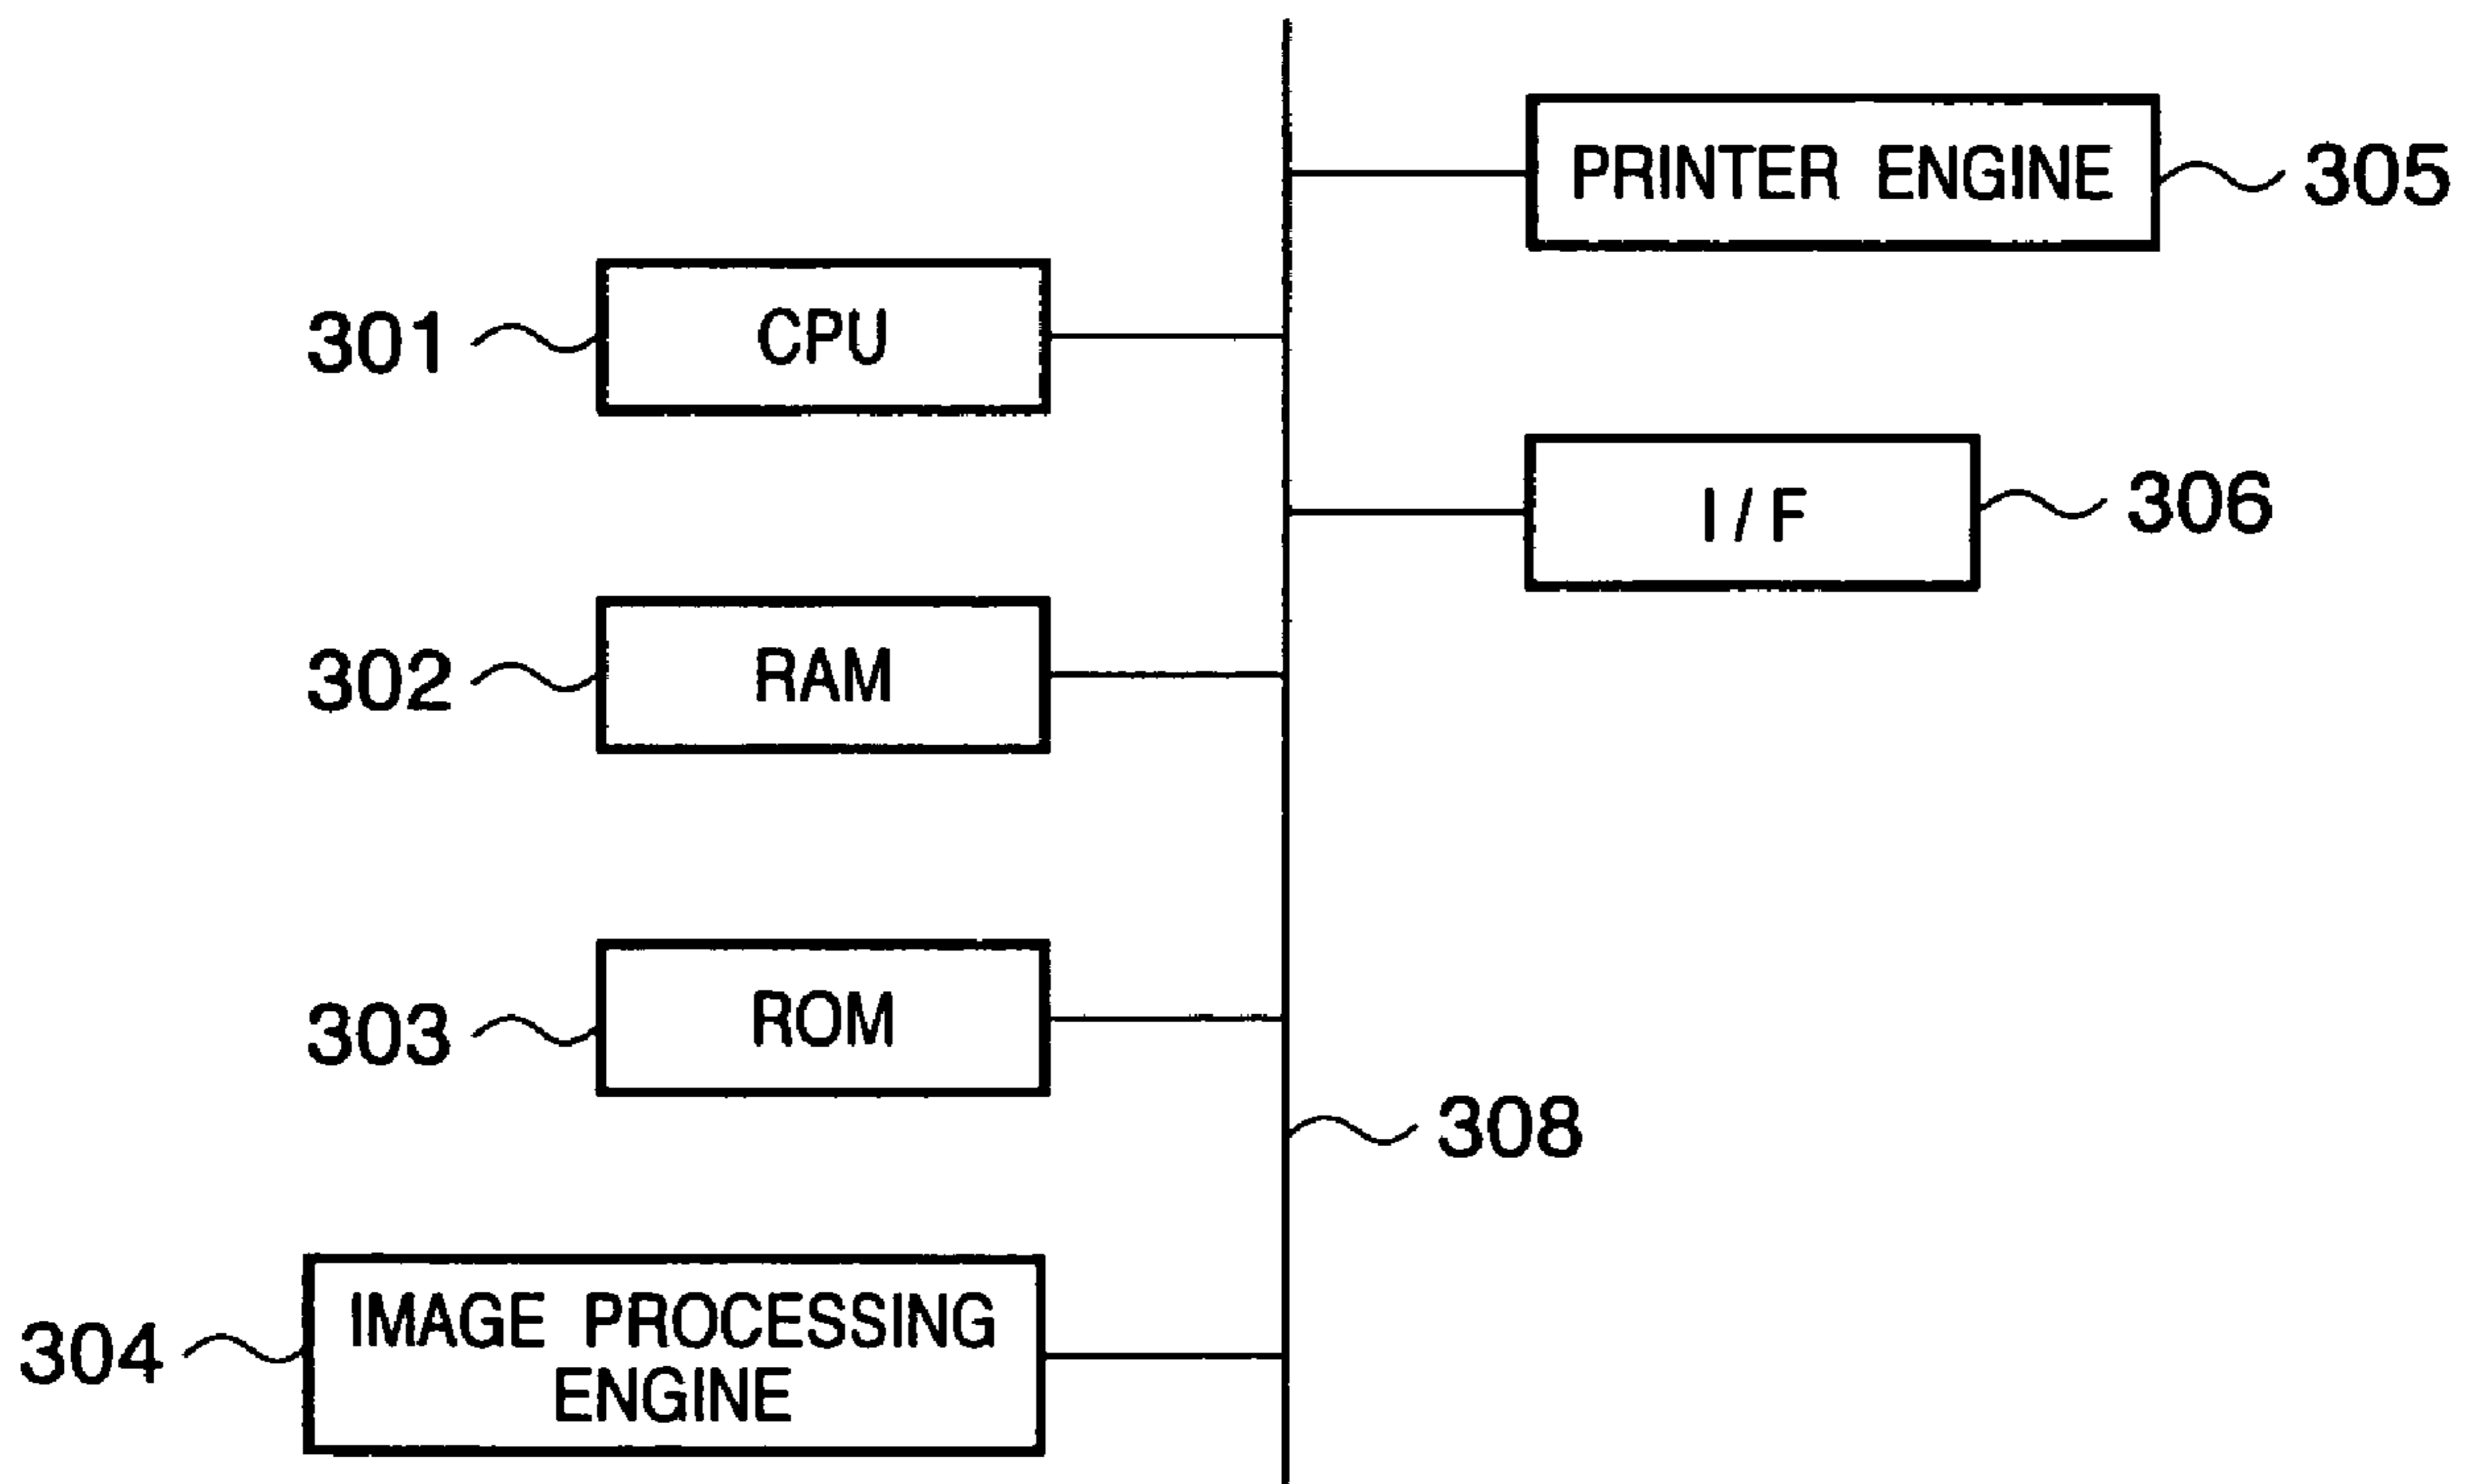 PRINTER ENGINE
305
301
CPU
I/F
306
302
RAM
303
ROM
308
304
IMAGE PROCESSING
ENGINE